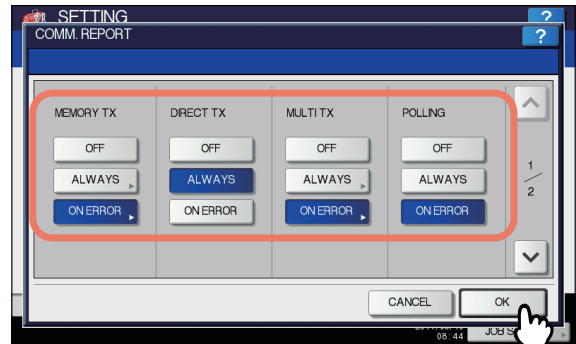 SETTING
?
COMM. REPORT
?
MEMORY TX
DIRECT TX
MULTI TX
POLLING
OFF
OFF
OFF
OFF
ALWAYS
ALWAYS
ALWAYS
ALWAYS
ON ERROR
ON ERROR
ON ERROR
ON ERROR
1
2
CANCEL
OK
08:44
JOB S